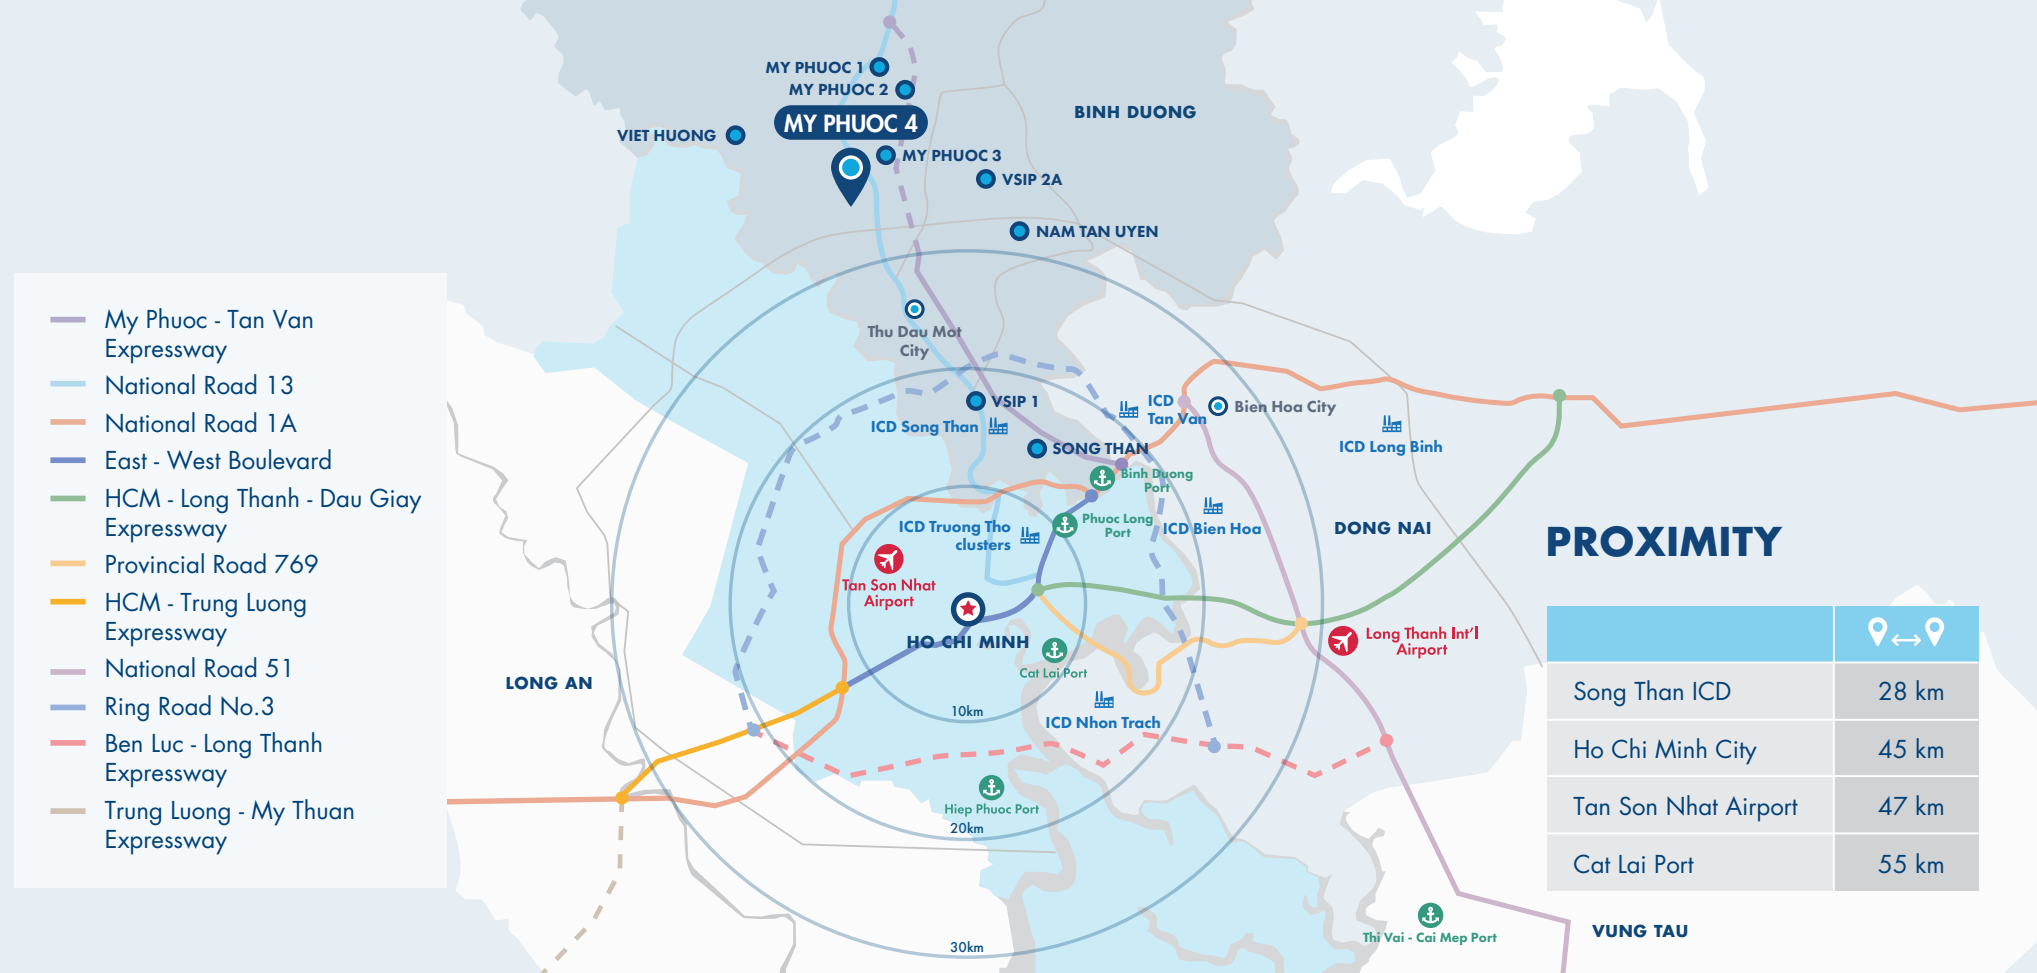 MY PHUOC 1
MY PHUOC 2
MY PHUOC 4
BINH DUONG
VIET HUONG
MY PHUOC 3
VSIP 2A
NAM TAN UYEN
My Phuoc - Tan Van
Expressway
National Road 13
National Road 1A
East - West Boulevard
HCM - Long Thanh - Dau Giay
Expressway
Provincial Road 769
HCM - Trung Luong
Expressway
National Road 51
Ring Road No.3
Ben Luc - Long Thanh
Expressway
Trung Luong - My Thuan
Expressway
Thu Dau Mot
City
VSIP 1
ICD Song Than
ICD
Tan Van
Bien Hoa City
ICD Long Binh
SONG THAN
Binh Duong
Port
Phuoc Long
Port
ICD Bien Hoa
DONG NAI
ICD Truong Tho
clusters
Tan Son Nhat
Airport
HO CHI MINH
Cat Lai Port
Long Thanh Int'l
Airport
LONG AN
10km
ICD Nhon Trach
Hiep Phuoc Port
20km
30km
Thi Vai - Cai Mep Port
VUNG TAU
PROXIMITY
Song Than ICD 28 km
Ho Chi Minh City 45 km
Tan Son Nhat Airport 47 km
Cat Lai Port 55 km